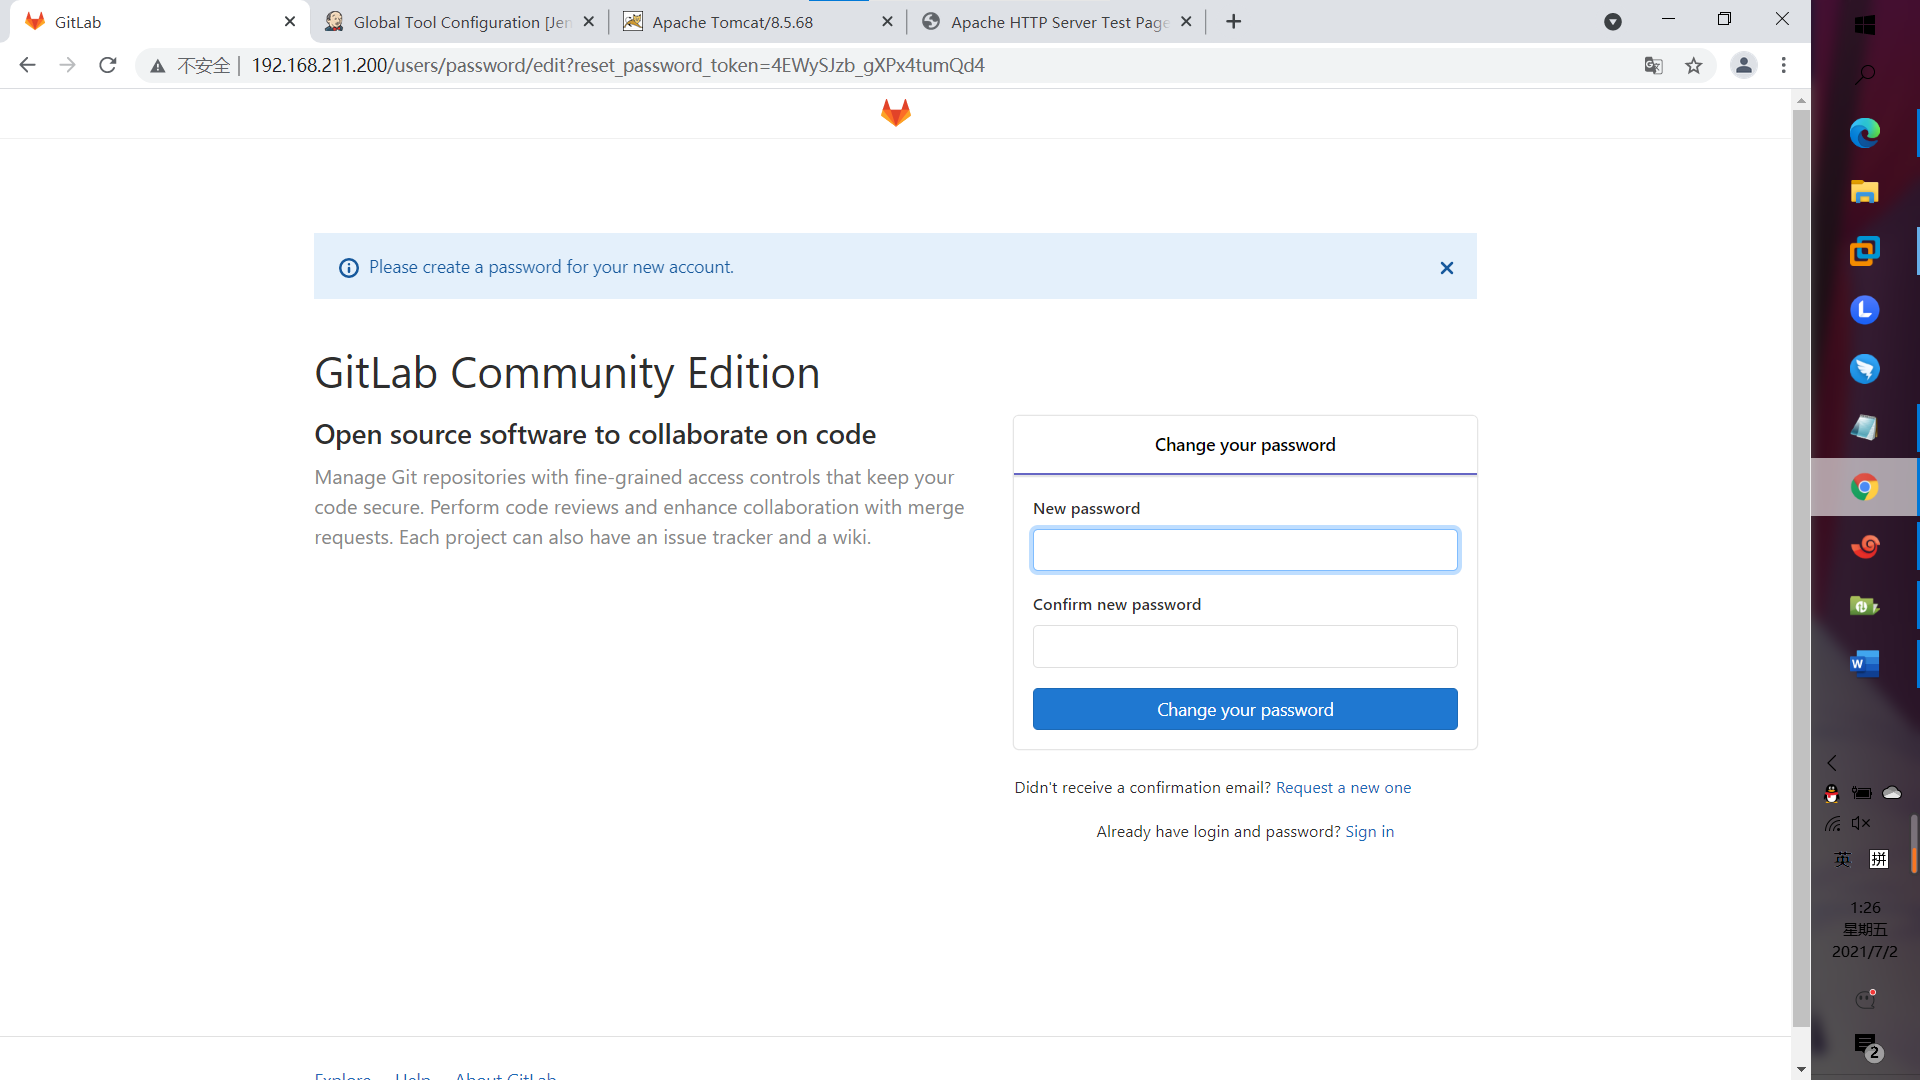 GitLab
Global Tool Configuration [Jen
Apache Tomcat/8.5.68
Apache HTTP Server Test Page
不安全 | 192.168.211.200/users/password/edit?reset_password_token=4EWySJzb_gXPx4tumQd4
Please create a password for your new account.
GitLab Community Edition
Open source software to collaborate on code
Manage Git repositories with fine-grained access controls that keep your
code secure. Perform code reviews and enhance collaboration with merge
requests. Each project can also have an issue tracker and a wiki.
Change your password
New password
Confirm new password
Change your password
Didn't receive a confirmation email? Request a new one
Already have login and password? Sign in
Explore Help About GitLab
英 拼
1:26
星期五
2021/7/2
2